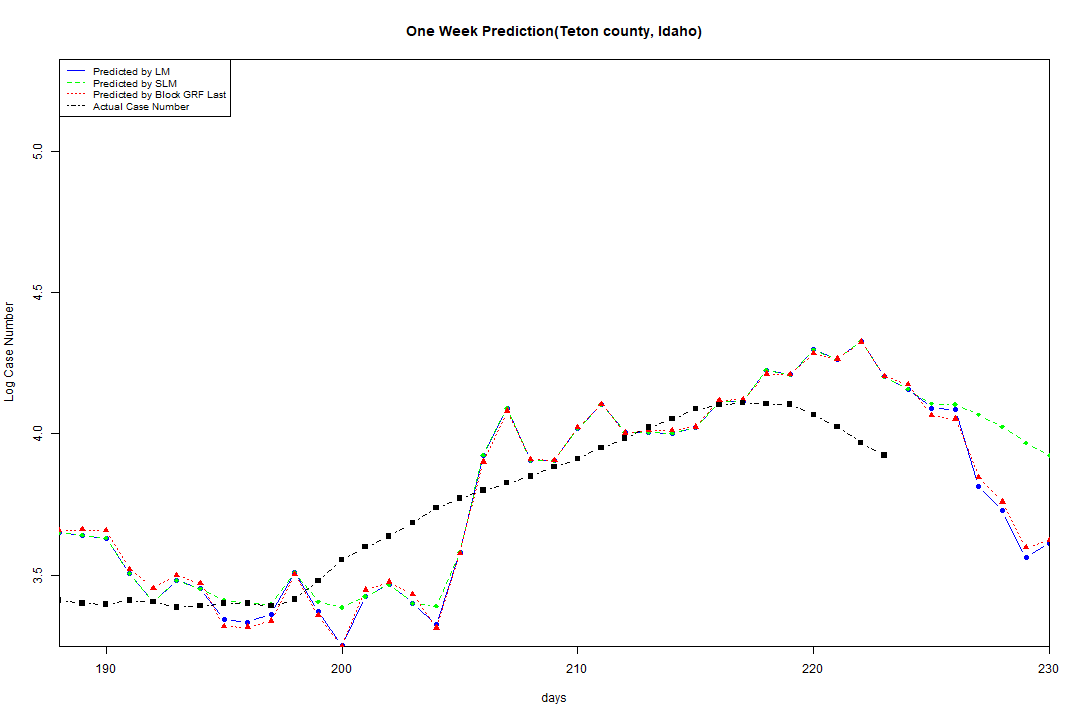 One Week Prediction(Teton county, Idaho)
Predicted by LM
Predicted by SLM
Predicted by Block GRF Last
Actual Case Number
5.0
4.5
4.0
3.5
Log Case Number
190 200 210 220 230
days